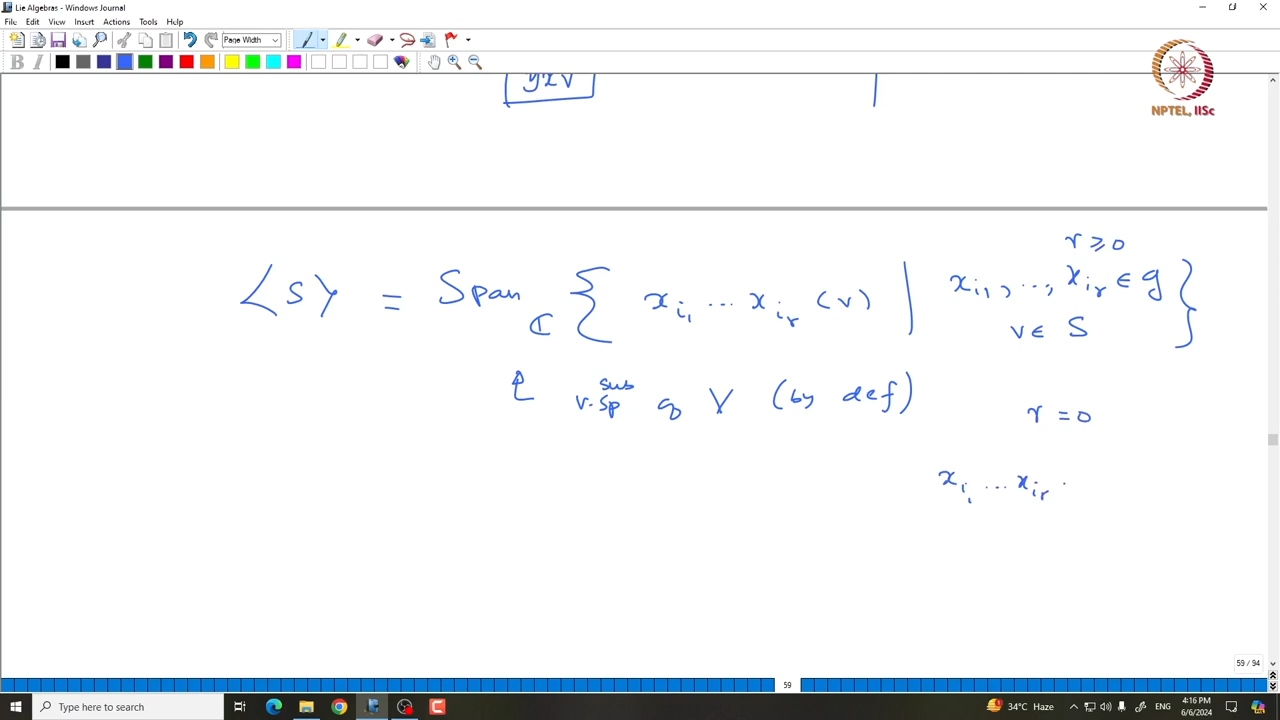 Lie Algebras - Windows Journal
File Edit View Insert Actions Tools Help
Page Width
B I
NPTEL, IISc
yxv
r ≥ 0
⟨S⟩ = Span_ℂ { x_{i_1} ... x_{i_r} (v) | x_{i_1}, ..., x_{i_r} ∈ g }
v ∈ S
v. sub sp of V (by def)
r = 0
x_{i_1} ... x_{i_r} .
59 / 94
59
Type here to search
34°C Haze
ENG
4:16 PM
6/6/2024